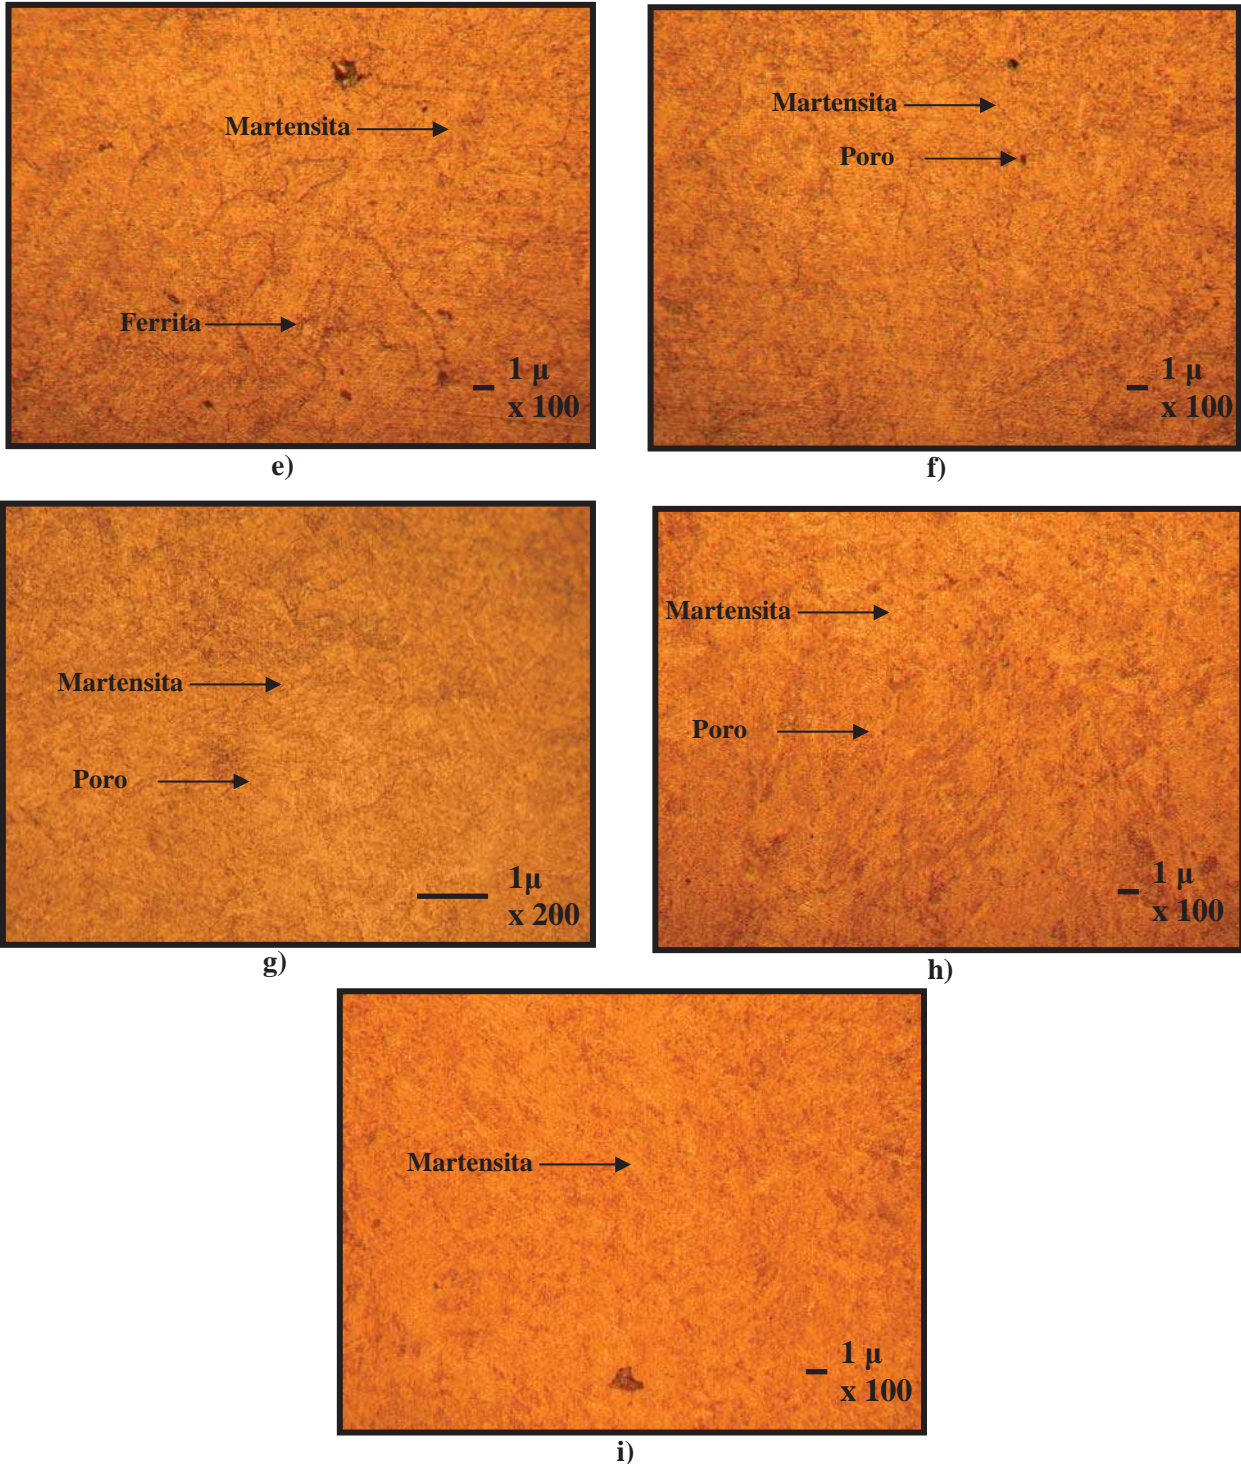 Martensita
Ferrita
1 µ
x 100
e)
Martensita
Poro
1 µ
x 100
f)
Martensita
Poro
1µ
x 200
g)
Martensita
Poro
1 µ
x 100
h)
Martensita
1 µ
x 100
i)